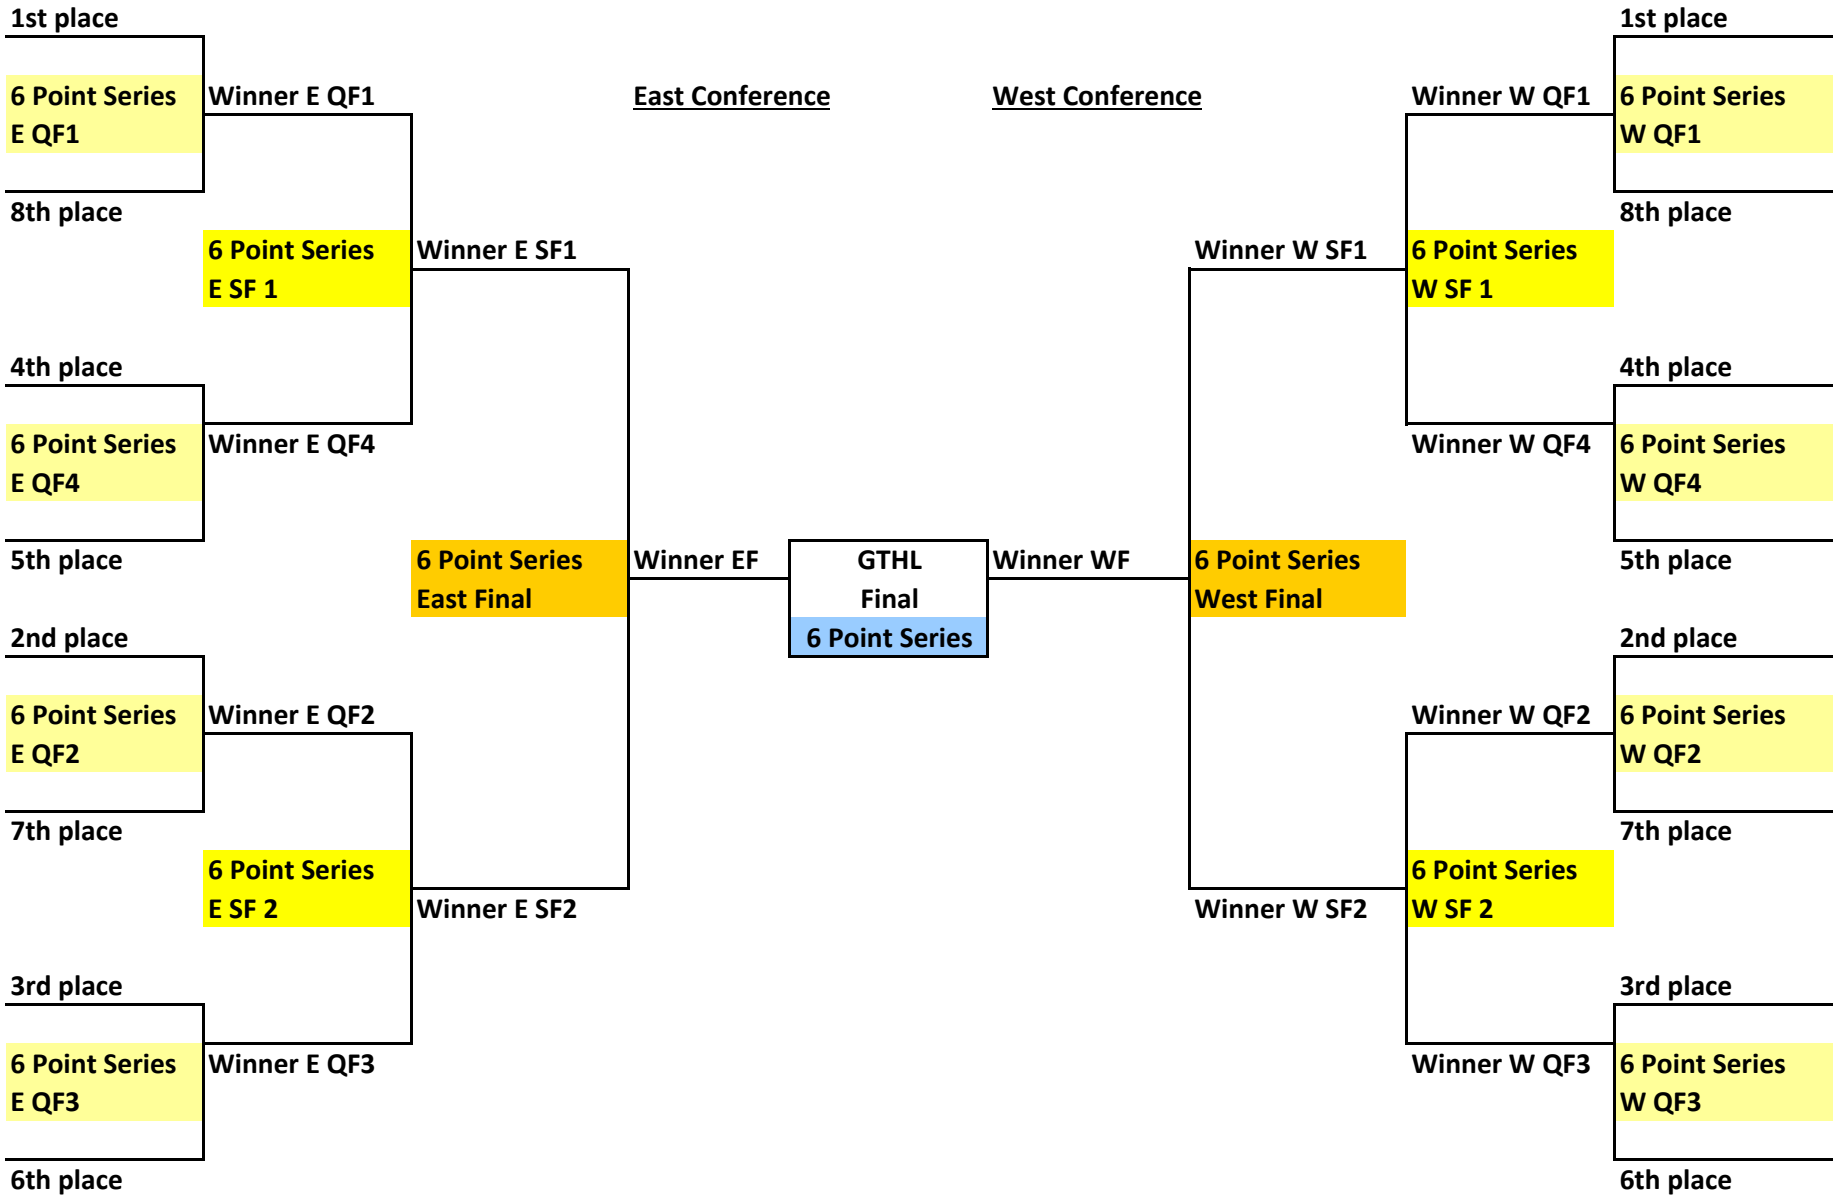 1st place
1st place
6 Point Series
E QF1
Winner E QF1
East Conference
West Conference
Winner W QF1
6 Point Series
W QF1
8th place
8th place
6 Point Series
E SF 1
Winner E SF1
Winner W SF1
6 Point Series
W SF 1
4th place
4th place
6 Point Series
E QF4
Winner E QF4
Winner W QF4
6 Point Series
W QF4
5th place
5th place
6 Point Series
East Final
Winner EF
GTHL
Final
6 Point Series
Winner WF
6 Point Series
West Final
2nd place
2nd place
6 Point Series
E QF2
Winner E QF2
Winner W QF2
6 Point Series
W QF2
7th place
7th place
6 Point Series
E SF 2
Winner E SF2
Winner W SF2
6 Point Series
W SF 2
3rd place
3rd place
6 Point Series
E QF3
Winner E QF3
Winner W QF3
6 Point Series
W QF3
6th place
6th place